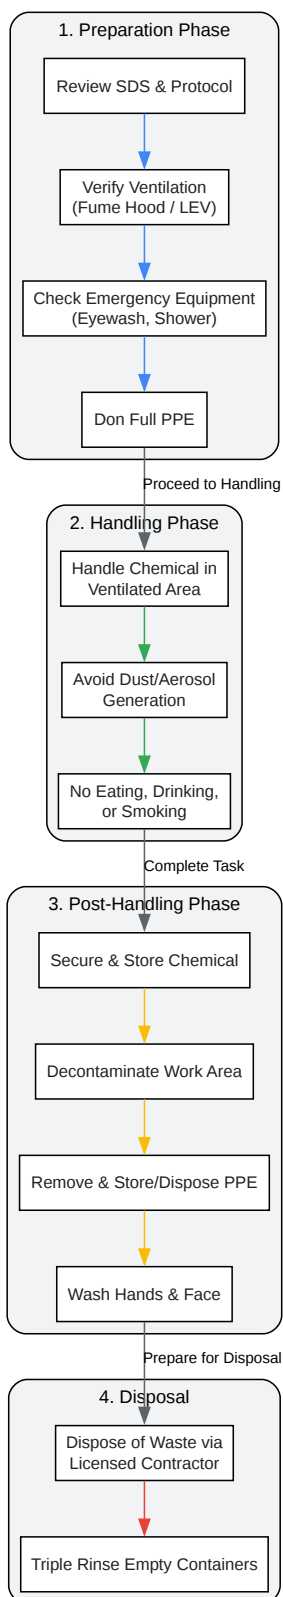 1. Preparation Phase
Review SDS & Protocol
Verify Ventilation
(Fume Hood / LEV)
Check Emergency Equipment
(Eyewash, Shower)
Don Full PPE
Proceed to Handling
2. Handling Phase
Handle Chemical in
Ventilated Area
Avoid Dust/Aerosol
Generation
No Eating, Drinking,
or Smoking
Complete Task
3. Post-Handling Phase
Secure & Store Chemical
Decontaminate Work Area
Remove & Store/Dispose PPE
Wash Hands & Face
Prepare for Disposal
4. Disposal
Dispose of Waste via
Licensed Contractor
Triple Rinse Empty Containers